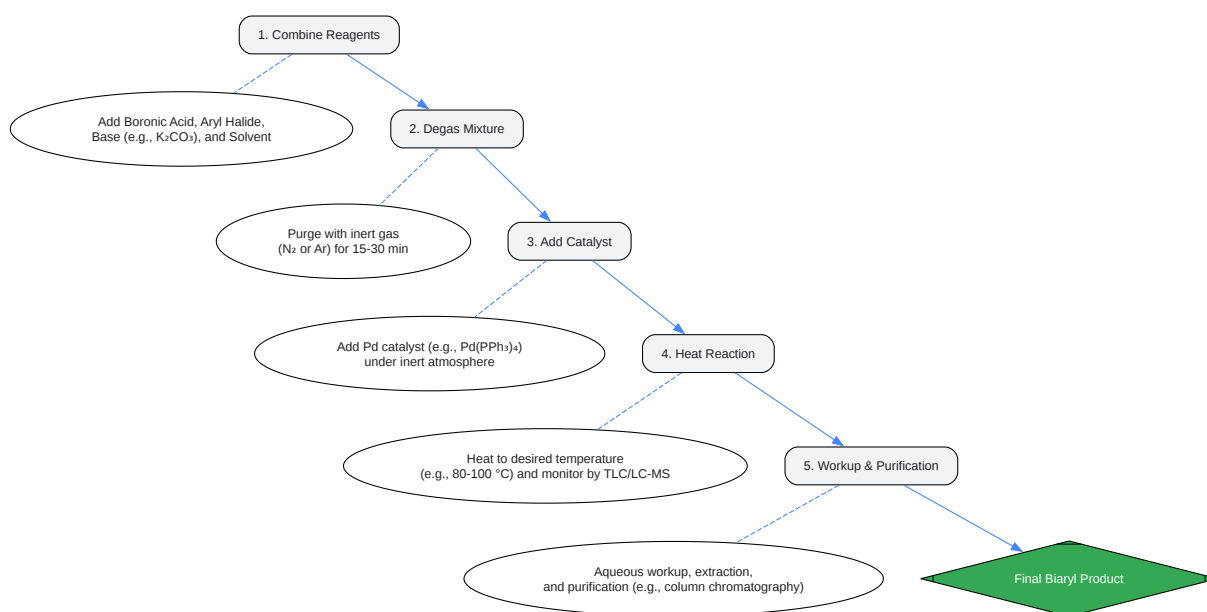 1. Combine Reagents
Add Boronic Acid, Aryl Halide,
Base (e.g., K₂CO₃), and Solvent
2. Degas Mixture
Purge with inert gas
(N₂ or Ar) for 15-30 min
3. Add Catalyst
Add Pd catalyst (e.g., Pd(PPh₃)₄)
under inert atmosphere
4. Heat Reaction
Heat to desired temperature
(e.g., 80-100 °C) and monitor by TLC/LC-MS
5. Workup & Purification
Aqueous workup, extraction,
and purification (e.g., column chromatography)
Final Biaryl Product